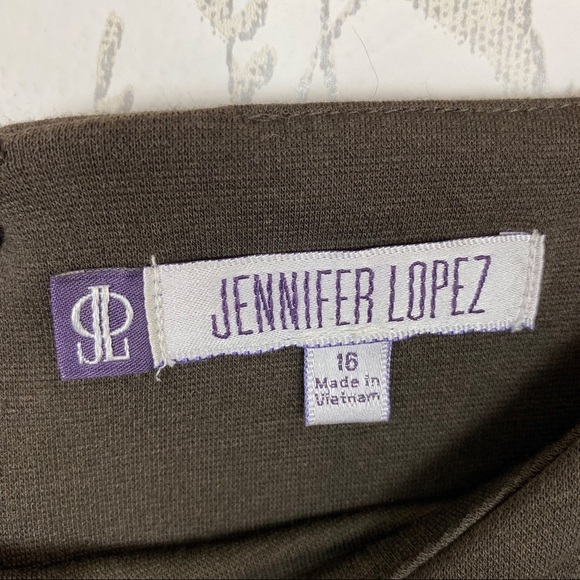 JL JENNIFER LOPEZ
16
Made in
Vietnam